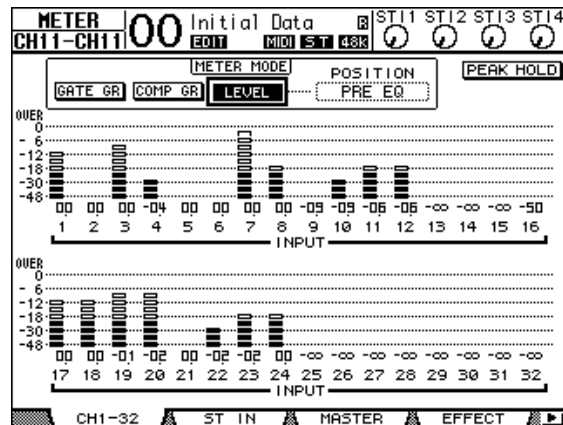 METER 00 Initial Data R ST11 ST12 ST13 ST14
CH11-CH11 EDIT MIDI ST 48k
METER MODE
POSITION
PEAK HOLD
GATE GR COMP GR LEVEL PRE EQ
OVER
0
- 6
-12
-18
-30
-48
00 00 00 -04 00 00 00 00 -09 -09 -06 -06 -∞ -∞ -∞ -50
1 2 3 4 5 6 7 8 9 10 11 12 13 14 15 16
INPUT
OVER
0
- 6
-12
-18
-30
-48
00 00 -01 -02 00 -02 -02 00 -∞ -∞ -∞ -∞ -∞ -∞ -∞ -∞
17 18 19 20 21 22 23 24 25 26 27 28 29 30 31 32
INPUT
CH1-32 ST IN MASTER EFFECT